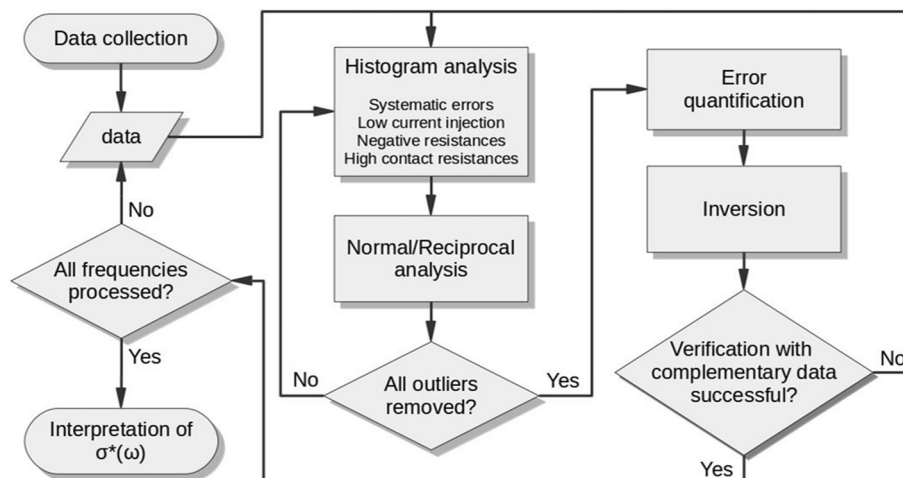 Data collection
data
No
All frequencies
processed?
Yes
Interpretation of
σ*(ω)
Histogram analysis
Systematic errors
Low current injection
Negative resistances
High contact resistances
Normal/Reciprocal
analysis
No
All outliers
removed?
Yes
Error
quantification
Inversion
Verification with
complementary data
successful?
No
Yes